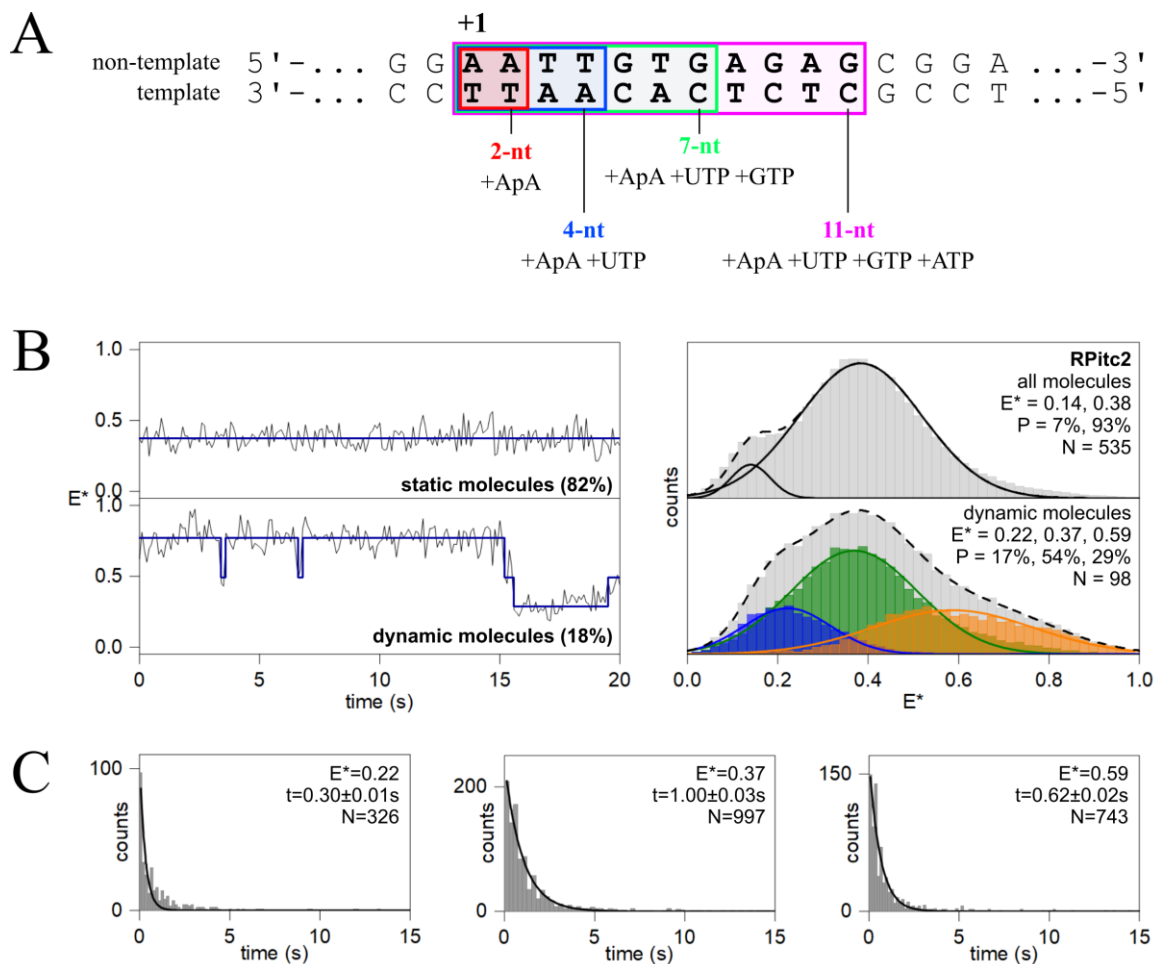 A
+1
non-template 5'-... G G A A T T G T G A G A G C G G A ...-3'
template 3'-... C C T T A A C A C T C T C G C C T ...-5'
2-nt
+ApA
7-nt
+ApA +UTP +GTP
4-nt
+ApA +UTP
11-nt
+ApA +UTP +GTP +ATP
B
1.0
0.5
0.0
static molecules (82%)
E*
1.0
0.5
0.0
dynamic molecules (18%)
0 5 10 15 20
time (s)
counts
RPitc2
all molecules
E* = 0.14, 0.38
P = 7%, 93%
N = 535
dynamic molecules
E* = 0.22, 0.37, 0.59
P = 17%, 54%, 29%
N = 98
0.0 0.2 0.4 0.6 0.8 1.0
E*
C
100
0
counts
E*=0.22
t=0.30±0.01s
N=326
0 5 10 15
time (s)
200
0
counts
E*=0.37
t=1.00±0.03s
N=997
0 5 10 15
time (s)
150
0
counts
E*=0.59
t=0.62±0.02s
N=743
0 5 10 15
time (s)